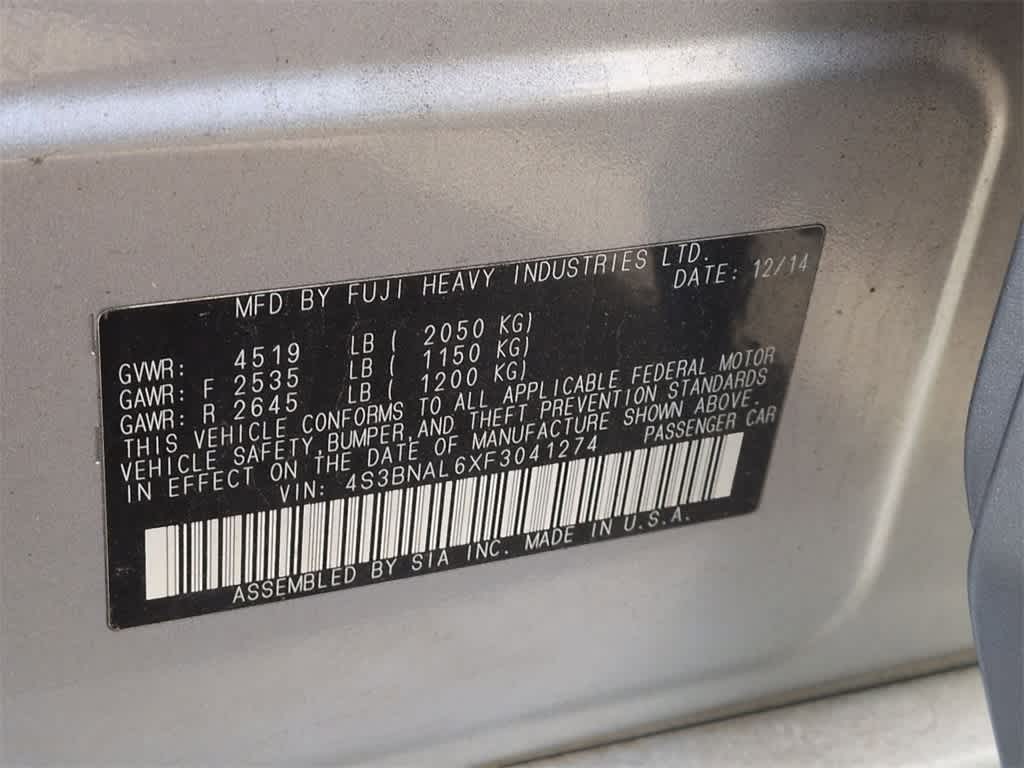 MFD BY FUJI HEAVY INDUSTRIES LTD.
DATE: 12/14
GVWR: 4519 LB ( 2050 KG)
GAWR: F 2535 LB ( 1150 KG)
GAWR: R 2645 LB ( 1200 KG)
THIS VEHICLE CONFORMS TO ALL APPLICABLE FEDERAL MOTOR
VEHICLE SAFETY, BUMPER, AND THEFT PREVENTION STANDARDS
IN EFFECT ON THE DATE OF MANUFACTURE SHOWN ABOVE.
VIN: 4S3BNAL6XF3041274 PASSENGER CAR
ASSEMBLED BY SIA INC. MADE IN U.S.A.